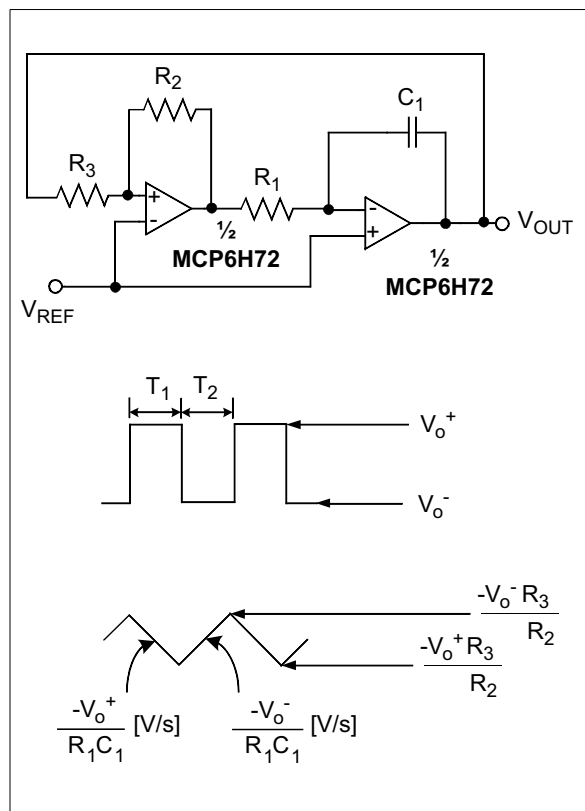 R2
C1
R3
R1
+
-
-
+
VOUT
½
MCP6H72
½
MCP6H72
VREF
T1 T2
Vo+
Vo-
-Vo- R3
R2
-Vo+ R3
R2
-Vo+
R1C1
[V/s]
-Vo-
R1C1
[V/s]